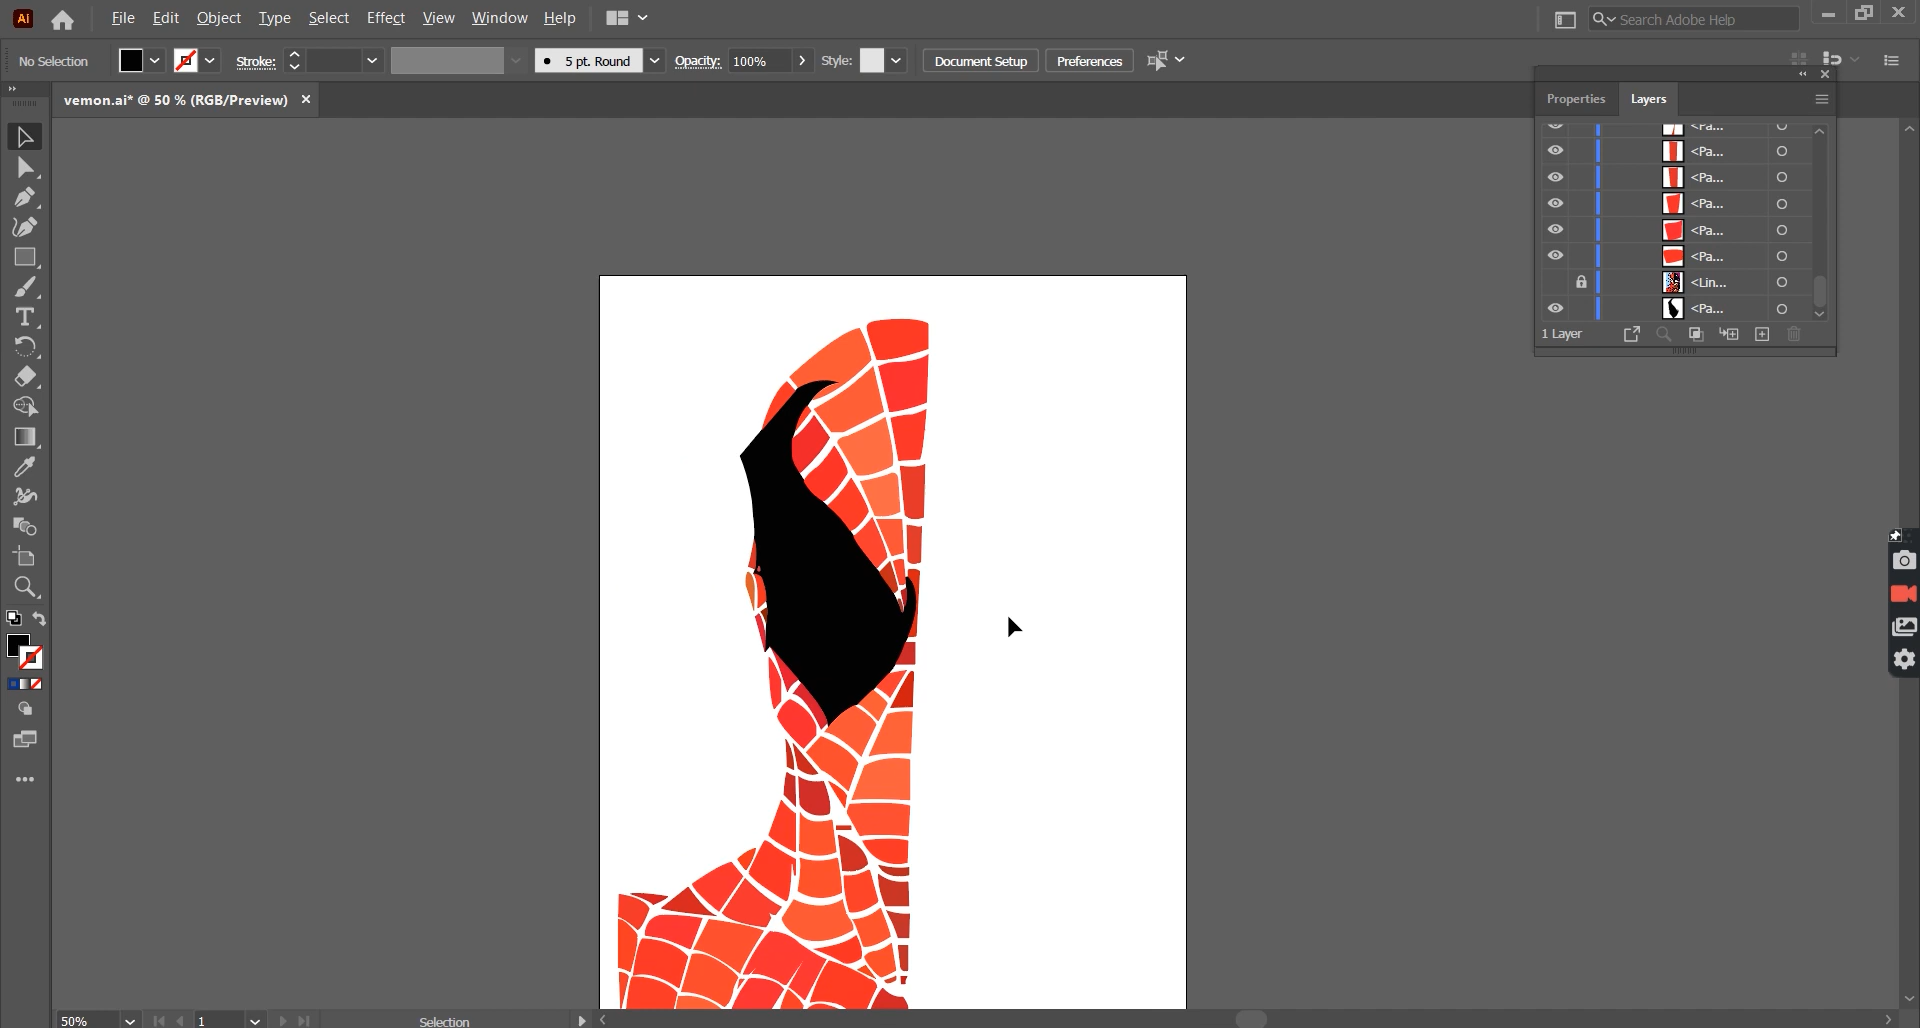 Ai File Edit Object Type Select Effect View Window Help Search Adobe Help
No Selection Stroke: 5 pt. Round Opacity: 100% Style: Document Setup Preferences
vemon.ai* @ 50 % (RGB/Preview) ×
Properties Layers
<Pa...
<Pa...
<Pa...
<Pa...
<Pa...
<Pa...
<Lin...
<Pa...
1 Layer
50% 1 Selection